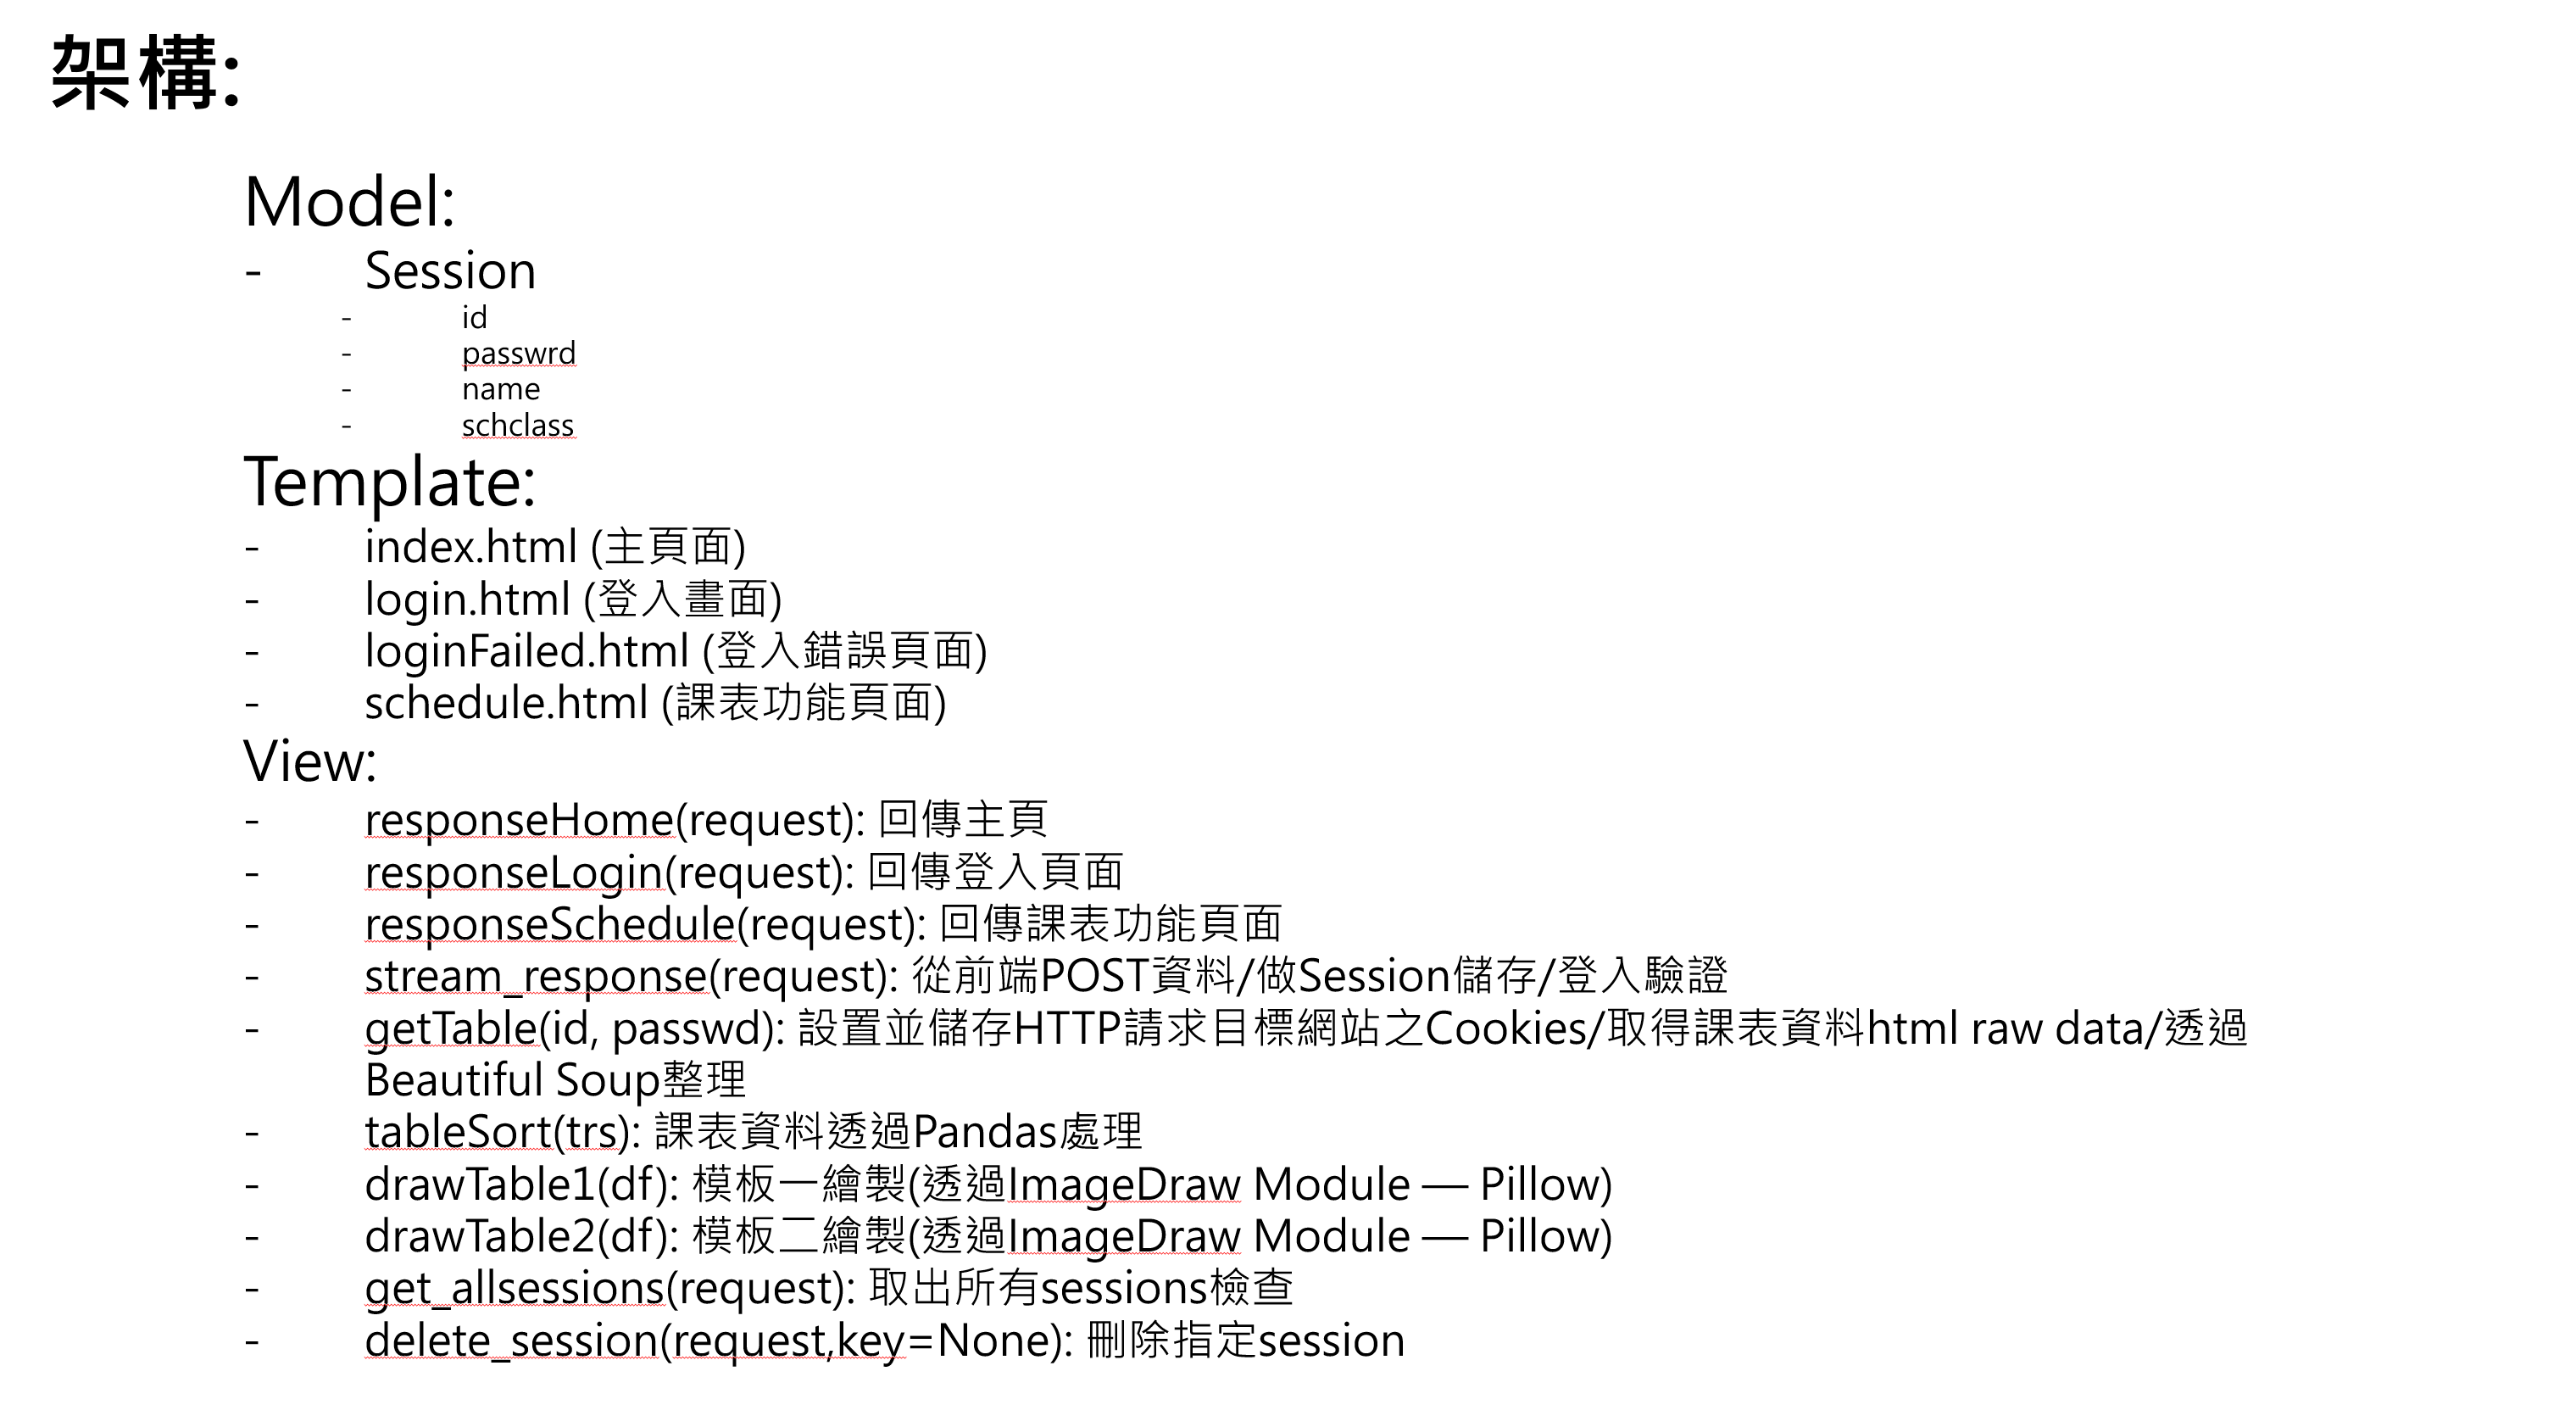 架構:
Model:
- Session
- id
- passwrd
- name
- schclass
Template:
- index.html (主頁面)
- login.html (登入畫面)
- loginFailed.html (登入錯誤頁面)
- schedule.html (課表功能頁面)
View:
- responseHome(request): 回傳主頁
- responseLogin(request): 回傳登入頁面
- responseSchedule(request): 回傳課表功能頁面
- stream_response(request): 從前端POST資料/做Session儲存/登入驗證
- getTable(id, passwd): 設置並儲存HTTP請求目標網站之Cookies/取得課表資料html raw data/透過
Beautiful Soup整理
- tableSort(trs): 課表資料透過Pandas處理
- drawTable1(df): 模板一繪製(透過ImageDraw Module — Pillow)
- drawTable2(df): 模板二繪製(透過ImageDraw Module — Pillow)
- get_allsessions(request): 取出所有sessions檢查
- delete_session(request,key=None): 刪除指定session